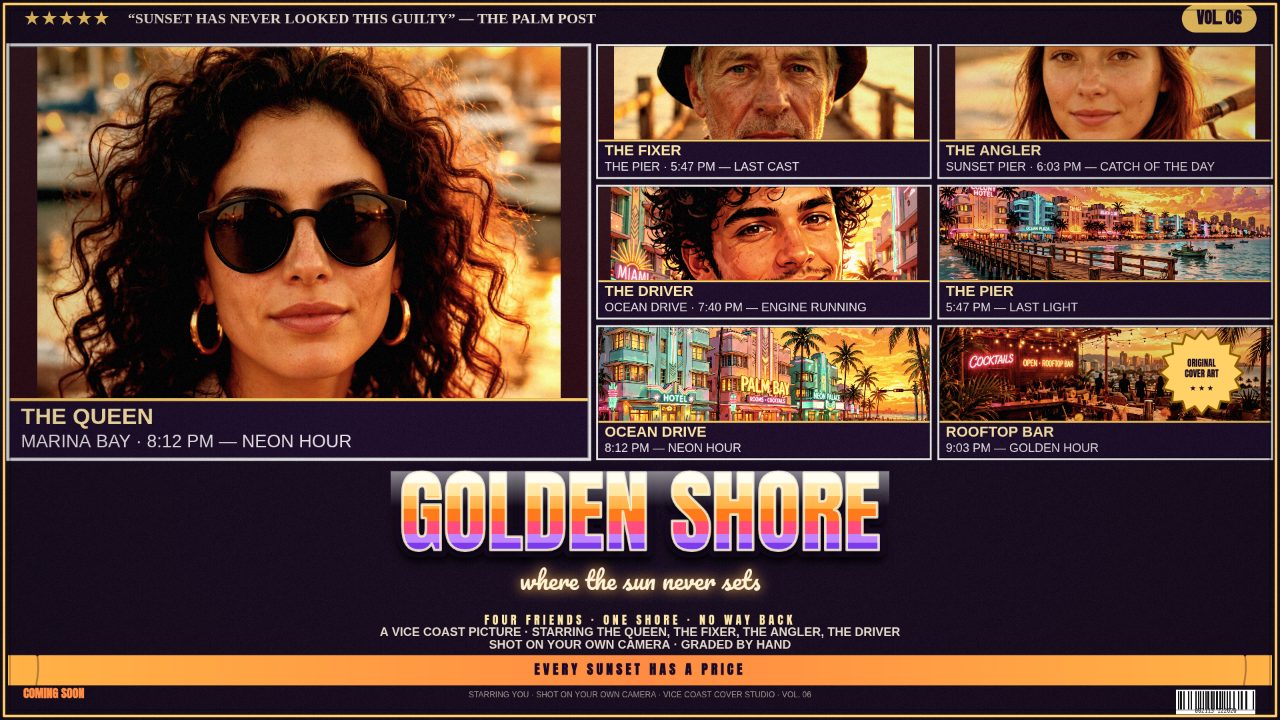 ★★★★★ “SUNSET HAS NEVER LOOKED THIS GUILTY” — THE PALM POST
VOL. 06
THE QUEEN
MARINA BAY · 8:12 PM — NEON HOUR
THE FIXER
THE PIER · 5:47 PM — LAST CAST
THE ANGLER
SUNSET PIER · 6:03 PM — CATCH OF THE DAY
MIAMI
THE DRIVER
OCEAN DRIVE · 7:40 PM — ENGINE RUNNING
HOTEL
OCEAN PLAZA
THE PIER
5:47 PM — LAST LIGHT
HOTEL
PALM BAY
ROOMS · COCKTAILS
NEON PALACE
OCEAN DRIVE
8:12 PM — NEON HOUR
COCKTAILS
OPEN · ROOFTOP BAR
ORIGINAL
COVER ART
★ ★ ★
ROOFTOP BAR
9:03 PM — GOLDEN HOUR
GOLDEN SHORE
where the sun never sets
FOUR FRIENDS · ONE SHORE · NO WAY BACK
A VICE COAST PICTURE · STARRING THE QUEEN, THE FIXER, THE ANGLER, THE DRIVER
SHOT ON YOUR OWN CAMERA · GRADED BY HAND
EVERY SUNSET HAS A PRICE
COMING SOON
STARRING YOU · SHOT ON YOUR OWN CAMERA · VICE COAST COVER STUDIO · VOL. 06